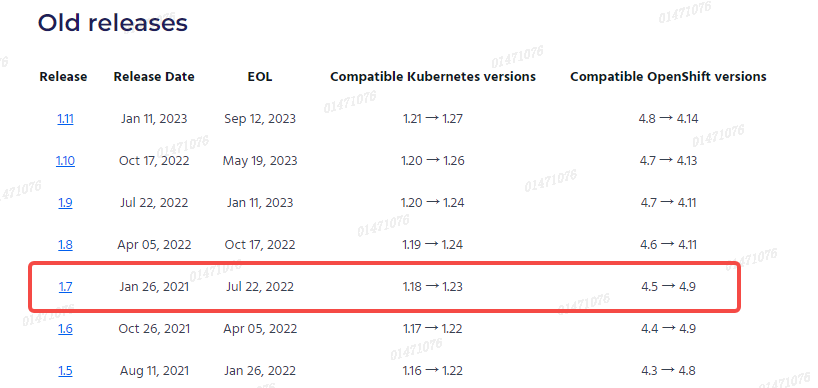 Old releases
Release Release Date EOL Compatible Kubernetes versions Compatible OpenShift versions
1.11 Jan 11, 2023 Sep 12, 2023 1.21 → 1.27 4.8 → 4.14
1.10 Oct 17, 2022 May 19, 2023 1.20 → 1.26 4.7 → 4.13
1.9 Jul 22, 2022 Jan 11, 2023 1.20 → 1.24 4.7 → 4.11
1.8 Apr 05, 2022 Oct 17, 2022 1.19 → 1.24 4.6 → 4.11
1.7 Jan 26, 2021 Jul 22, 2022 1.18 → 1.23 4.5 → 4.9
1.6 Oct 26, 2021 Apr 05, 2022 1.17 → 1.22 4.4 → 4.9
1.5 Aug 11, 2021 Jan 26, 2022 1.16 → 1.22 4.3 → 4.8
01471076